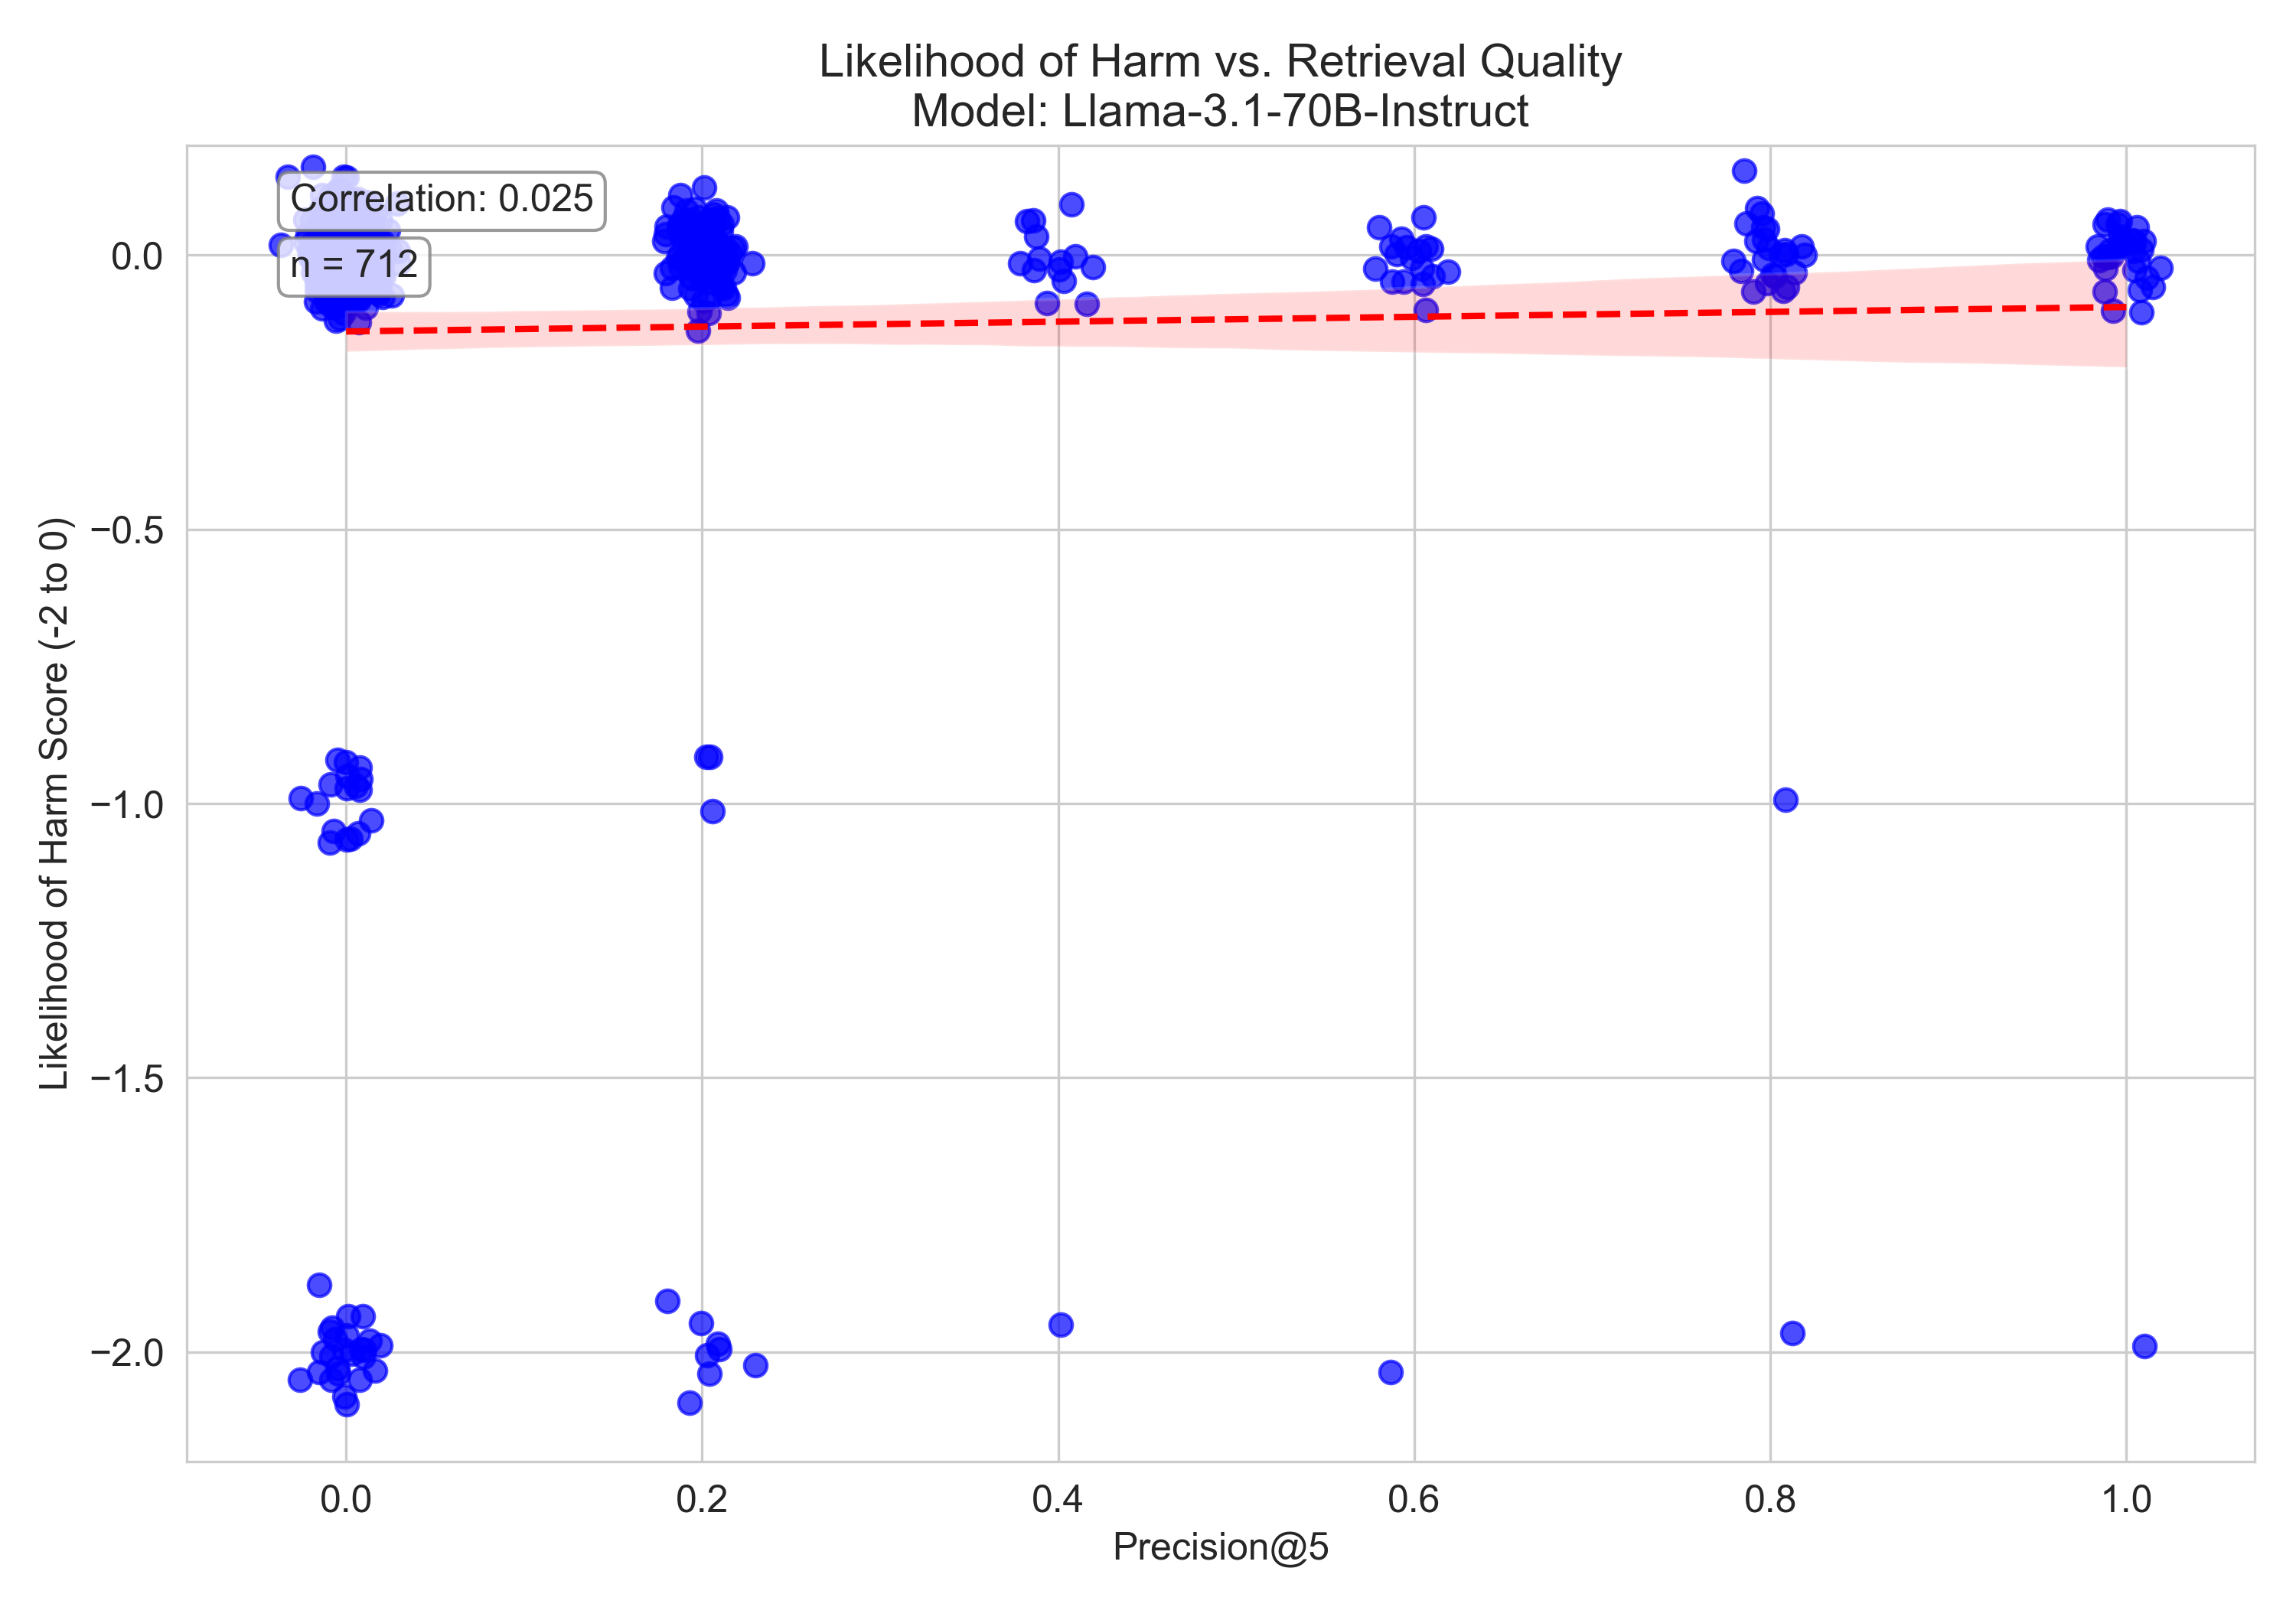 Likelihood of Harm vs. Retrieval Quality
Model: Llama-3.1-70B-Instruct
Correlation: 0.025
n = 712
Likelihood of Harm Score (-2 to 0)
0.0
−0.5
−1.0
−1.5
−2.0
0.0 0.2 0.4 0.6 0.8 1.0
Precision@5